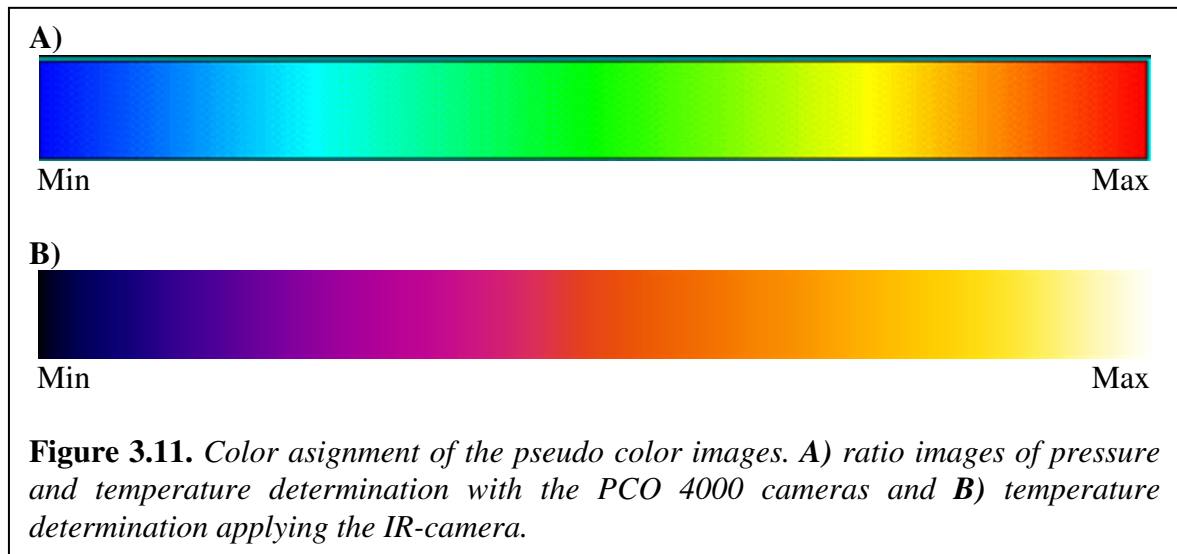 A)
Min Max
B)
Min Max
Figure 3.11. Color asignment of the pseudo color images. A) ratio images of pressure
and temperature determination with the PCO 4000 cameras and B) temperature
determination applying the IR-camera.